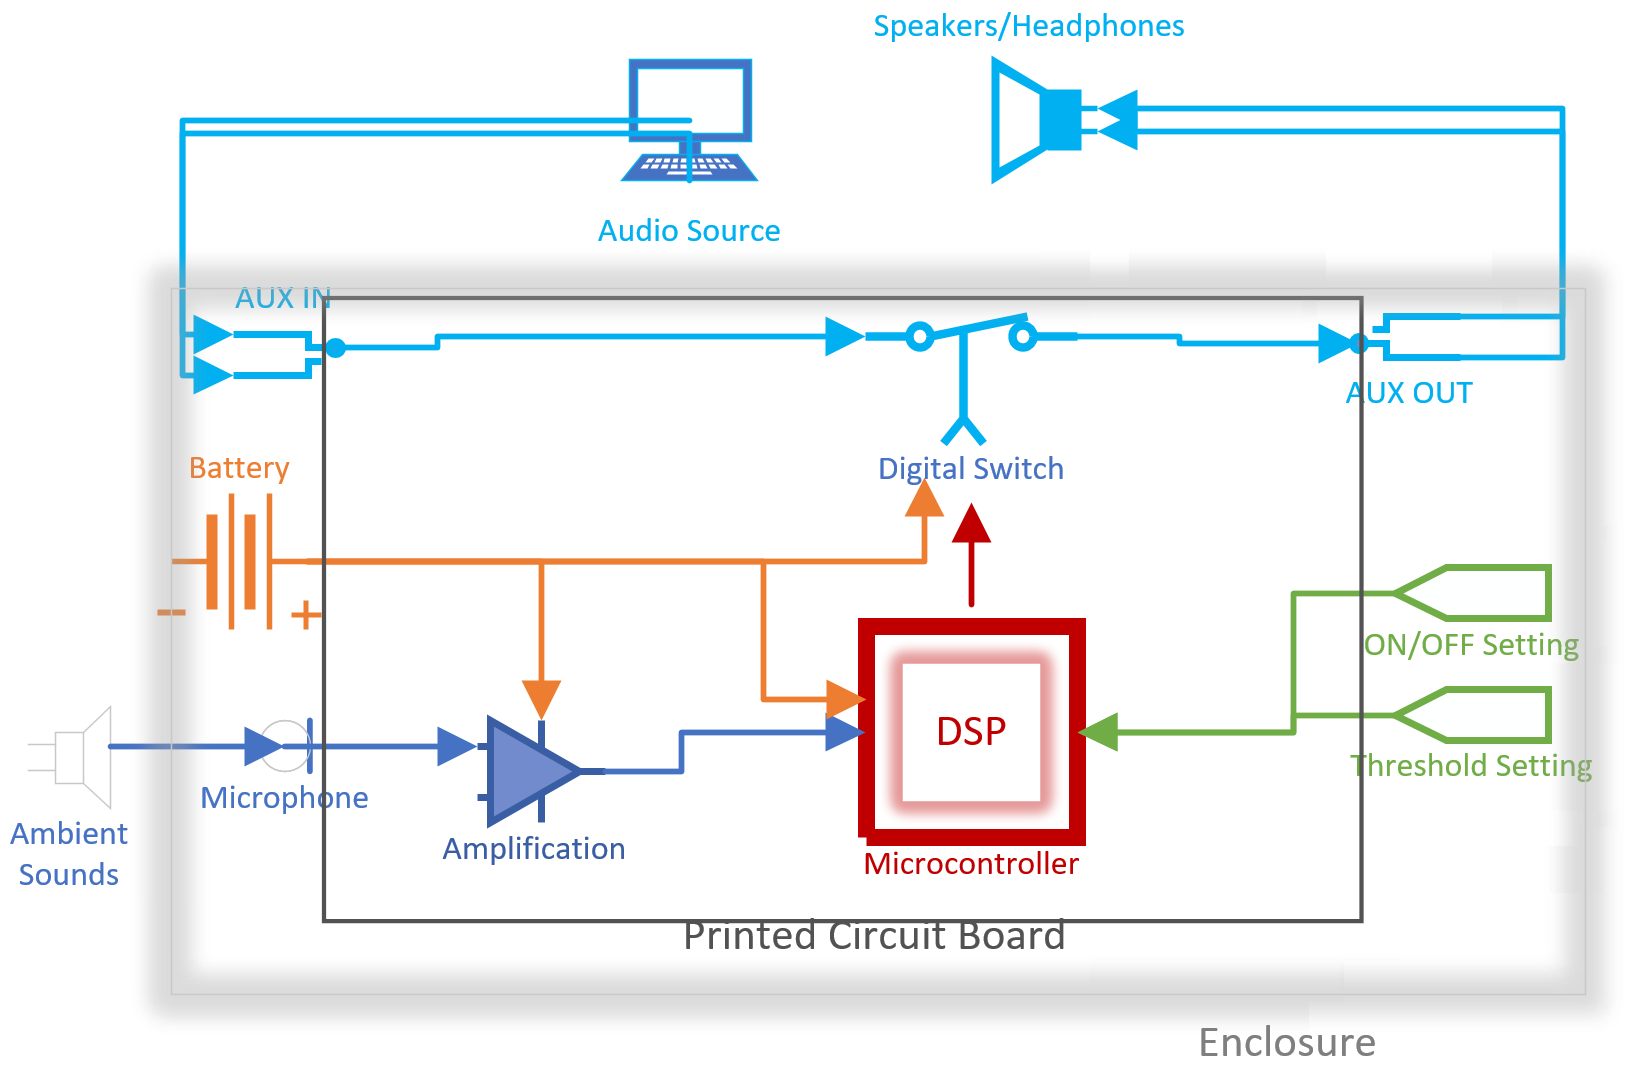 Speakers/Headphones
Audio Source
AUX IN
AUX OUT
Battery
Digital Switch
− +
ON/OFF Setting
DSP
Threshold Setting
Microphone
Ambient
Sounds
Amplification
Microcontroller
Printed Circuit Board
Enclosure